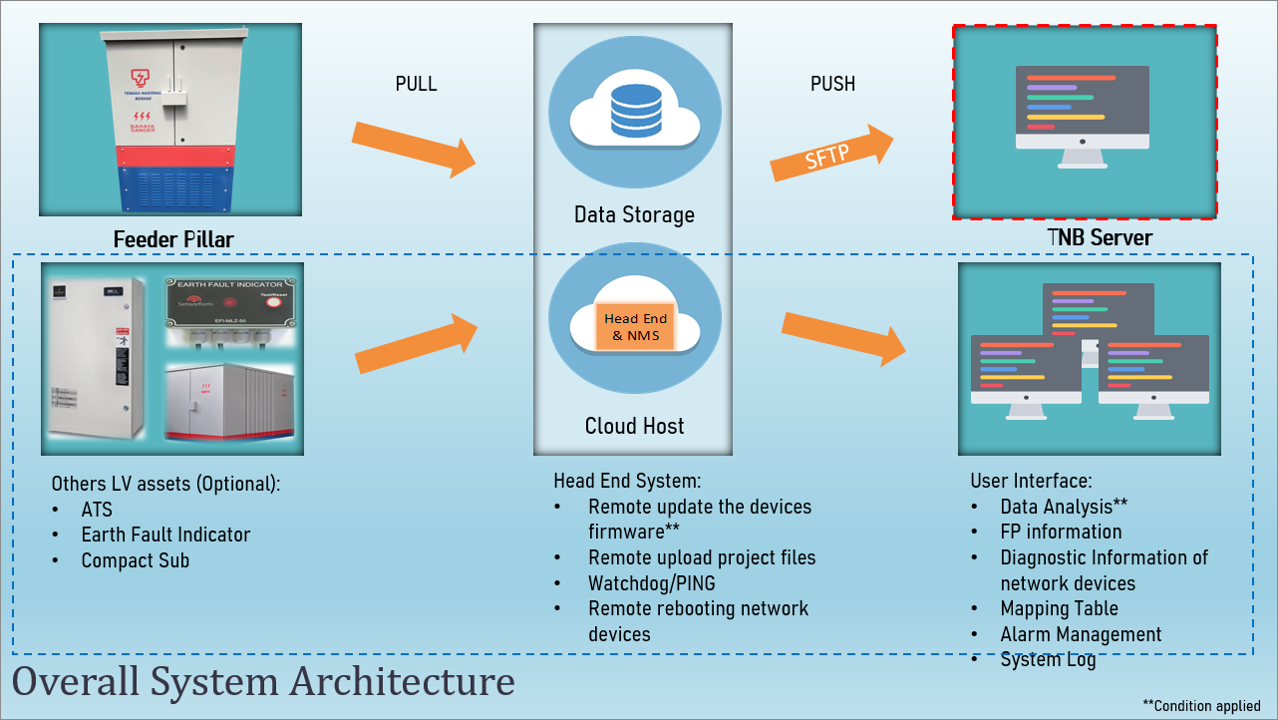 PULL
PUSH
TENAGA NASIONAL
BERHAD
BAHAYA
DANGER
SFTP
Data Storage
Feeder Pillar
TNB Server
EARTH FAULT INDICATOR
Test/Reset
EFI-MLZ-50
Head End
& NMS
Cloud Host
Others LV assets (Optional):
• ATS
• Earth Fault Indicator
• Compact Sub
Head End System:
• Remote update the devices
firmware**
• Remote upload project files
• Watchdog/PING
• Remote rebooting network
devices
User Interface:
• Data Analysis**
• FP information
• Diagnostic Information of
network devices
• Mapping Table
• Alarm Management
• System Log
Overall System Architecture
**Condition applied